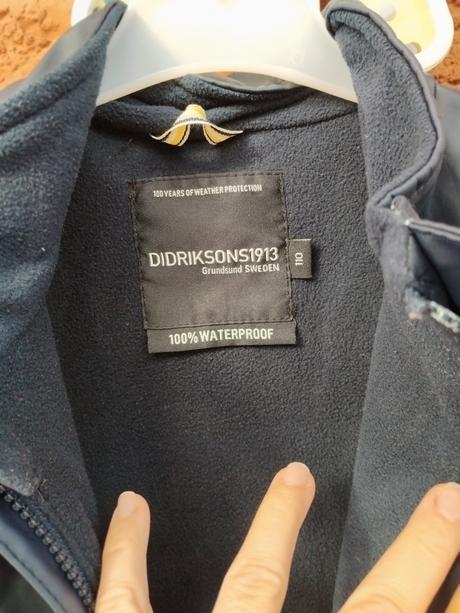 100 YEARS OF WEATHER PROTECTION
DIDRIKSONS1913
Grundsund SWEDEN
110
100% WATERPROOF